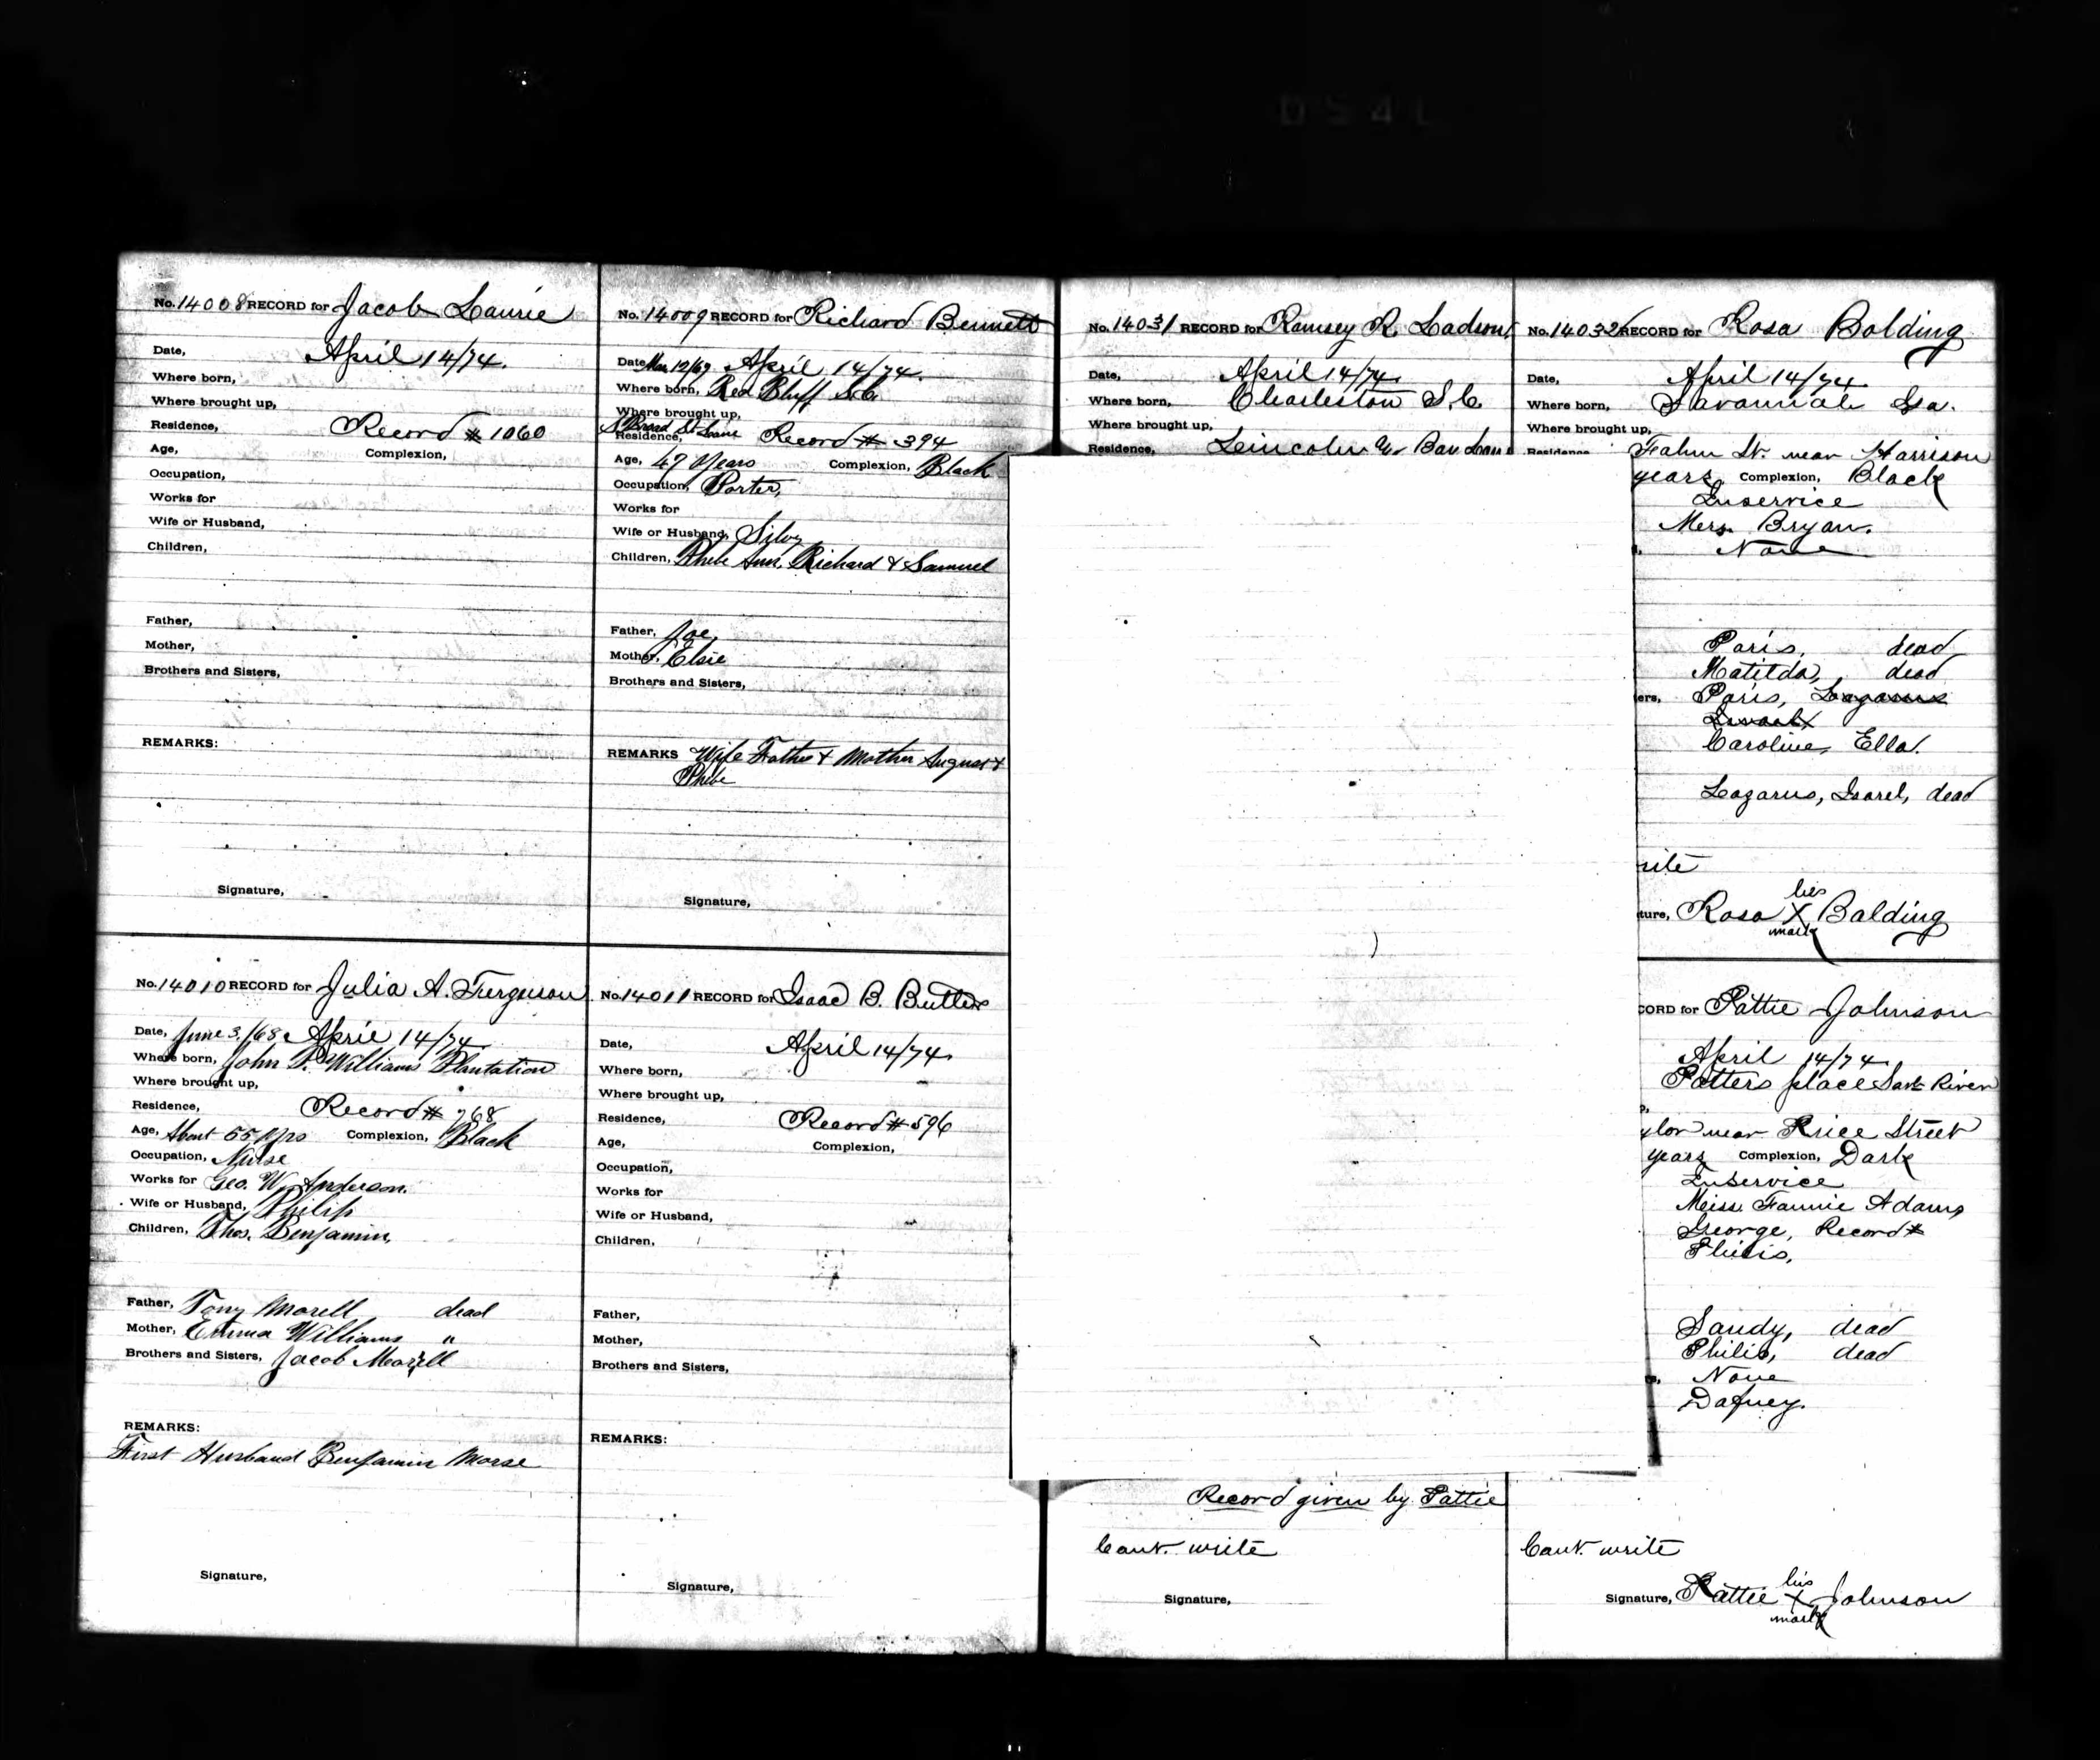 No. 14008 RECORD for Jacob Laurie
Date, April 14/74.
Where born,
Where brought up,
Residence, Record # 1060
Age, Complexion,
Occupation,
Works for
Wife or Husband,
Children,
Father,
Mother,
Brothers and Sisters,
REMARKS:
Signature,
No. 14009 RECORD for Richard Bennett
Date, Mar 12/69 April 14/74.
Where born, Red Bluff S.C.
Where brought up,
Residence, Record # 394
Age, 47 years Complexion, Black
Occupation, Porter,
Works for
Wife or Husband, Silvy
Children, Phebe Ann, Richard & Samuel
Father, Joe,
Mother, Elsie
Brothers and Sisters,
REMARKS Wife Father & Mother August &
Phebe
Signature,
No. 14010 RECORD for Julia A. Ferguson
Date, June 3/68 April 14/74.
Where born, John P. Williams Plantation
Where brought up,
Residence, Record # 768
Age, About 55 yrs Complexion, Black
Occupation, Nurse
Works for Geo. W. Anderson.
Wife or Husband, Philip
Children, Thos. Benjamin,
Father, Tony Morell dead
Mother, Emma Williams "
Brothers and Sisters, Jacob Morell
REMARKS:
First Husband Benjamin Morse
Signature,
No. 14011 RECORD for Isaac B. Butler
Date, April 14/74.
Where born,
Where brought up,
Residence, Record # 596
Age, Complexion,
Occupation,
Works for
Wife or Husband,
Children,
Father,
Mother,
Brothers and Sisters,
REMARKS:
Signature,
No. 14031 RECORD for Ramsey R. Ladson
Date, April 14/74.
Where born, Charleston S.C.
Where brought up,
Residence, Lincoln
No. 14032 RECORD for Rosa Bolding
Date, April 14/74
Where born, Savannah Ga.
Where brought up,
Residence Fahm St. near Harrison
years, Complexion, Black
In service
Mrs. Bryan.
None
Paris, dead
Matilda, dead
ers, Paris, Lazarus
Israel
Caroline, Ella.
Lazarus, Isarel, dead
rite
ture, Rosa her X mark Balding
Record given by Pattie
Cant. write
Signature,
CORD for Pattie Johnson
April 14/74,
Potters place Sav River
ylor near Price Street
years Complexion, Dark
In service
Miss. Fannie Adams
George, Record #
Philis,
Sandy, dead
Philis, dead
None
Dafney.
Cant. write
Signature, Pattie her X mark Johnson